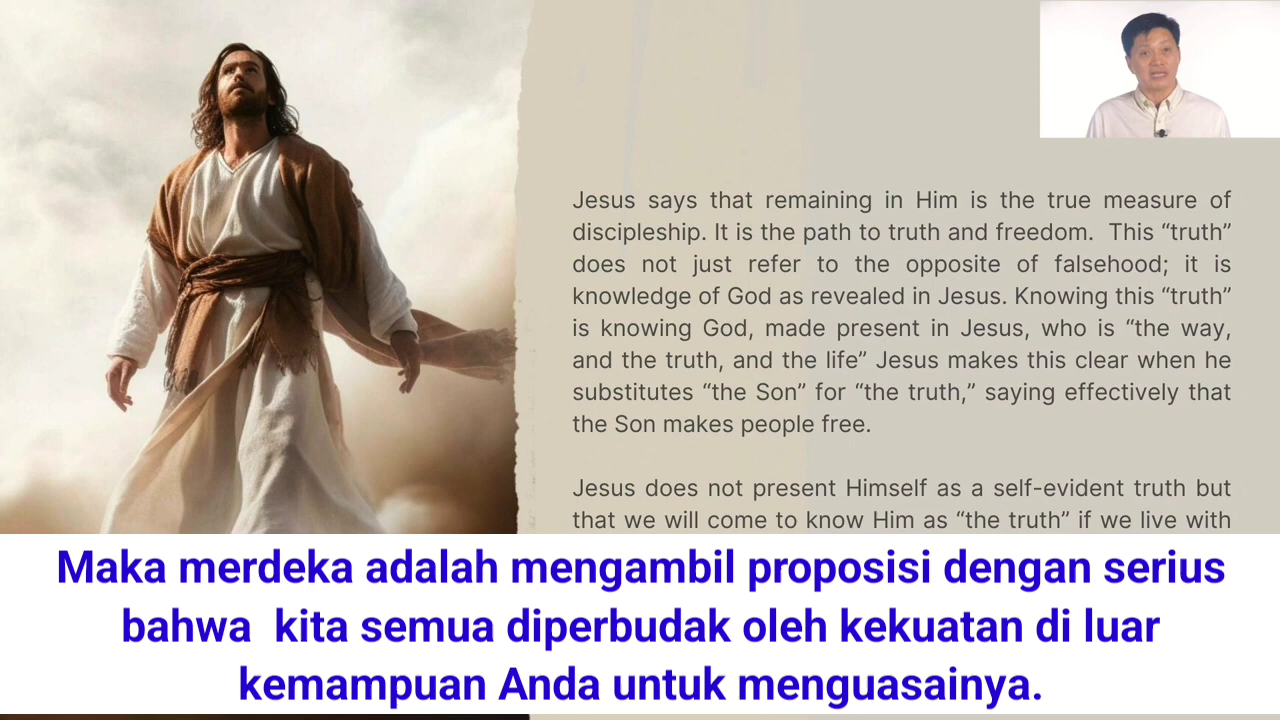 Jesus says that remaining in Him is the true measure of
discipleship. It is the path to truth and freedom. This “truth”
does not just refer to the opposite of falsehood; it is
knowledge of God as revealed in Jesus. Knowing this “truth”
is knowing God, made present in Jesus, who is “the way,
and the truth, and the life” Jesus makes this clear when he
substitutes “the Son” for “the truth,” saying effectively that
the Son makes people free.
Jesus does not present Himself as a self-evident truth but
that we will come to know Him as “the truth” if we live with
Maka merdeka adalah mengambil proposisi dengan serius
bahwa kita semua diperbudak oleh kekuatan di luar
kemampuan Anda untuk menguasainya.